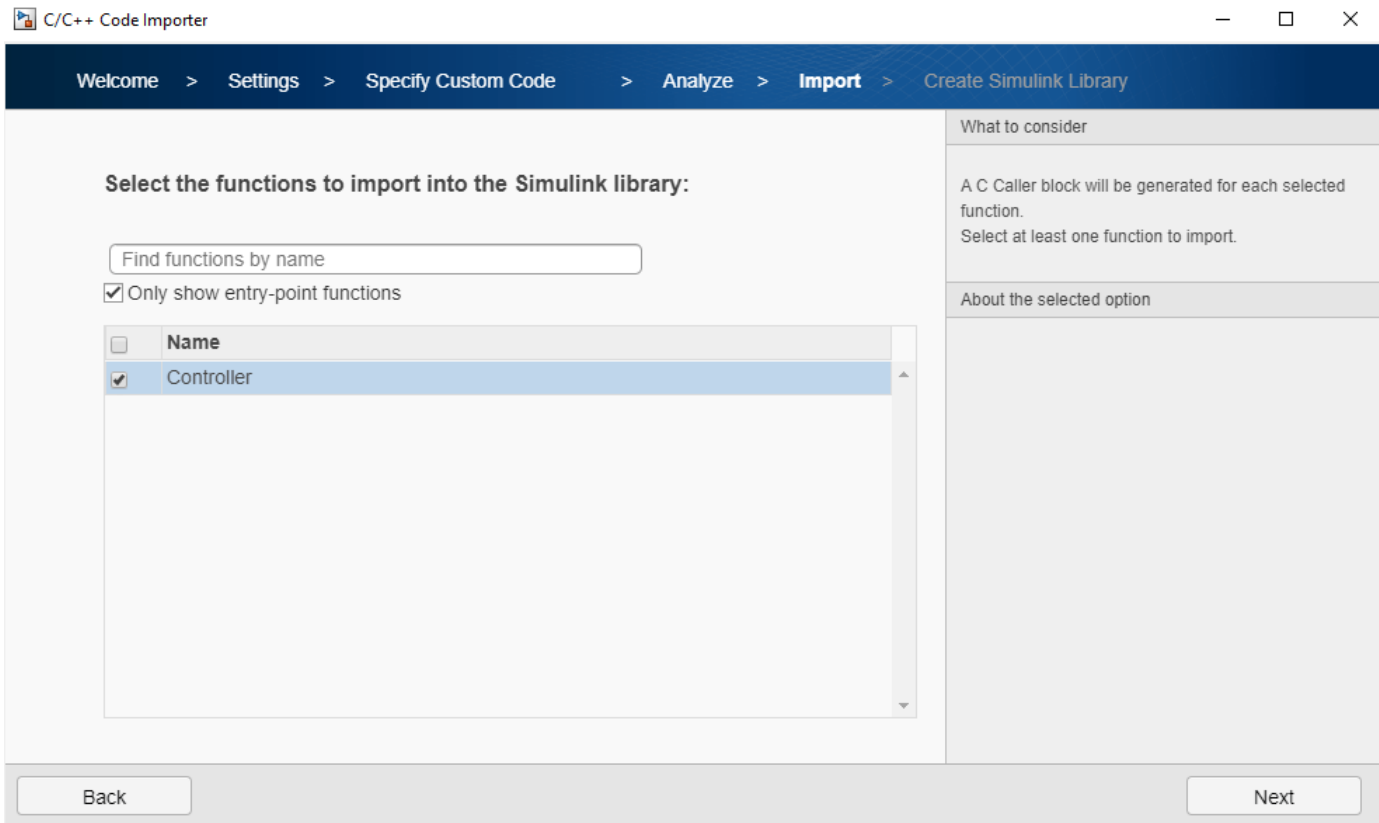 C/C++ Code Importer
Welcome > Settings > Specify Custom Code > Analyze > Import > Create Simulink Library
Select the functions to import into the Simulink library:
Find functions by name
Only show entry-point functions
Name
Controller
What to consider
A C Caller block will be generated for each selected
function.
Select at least one function to import.
About the selected option
Back
Next